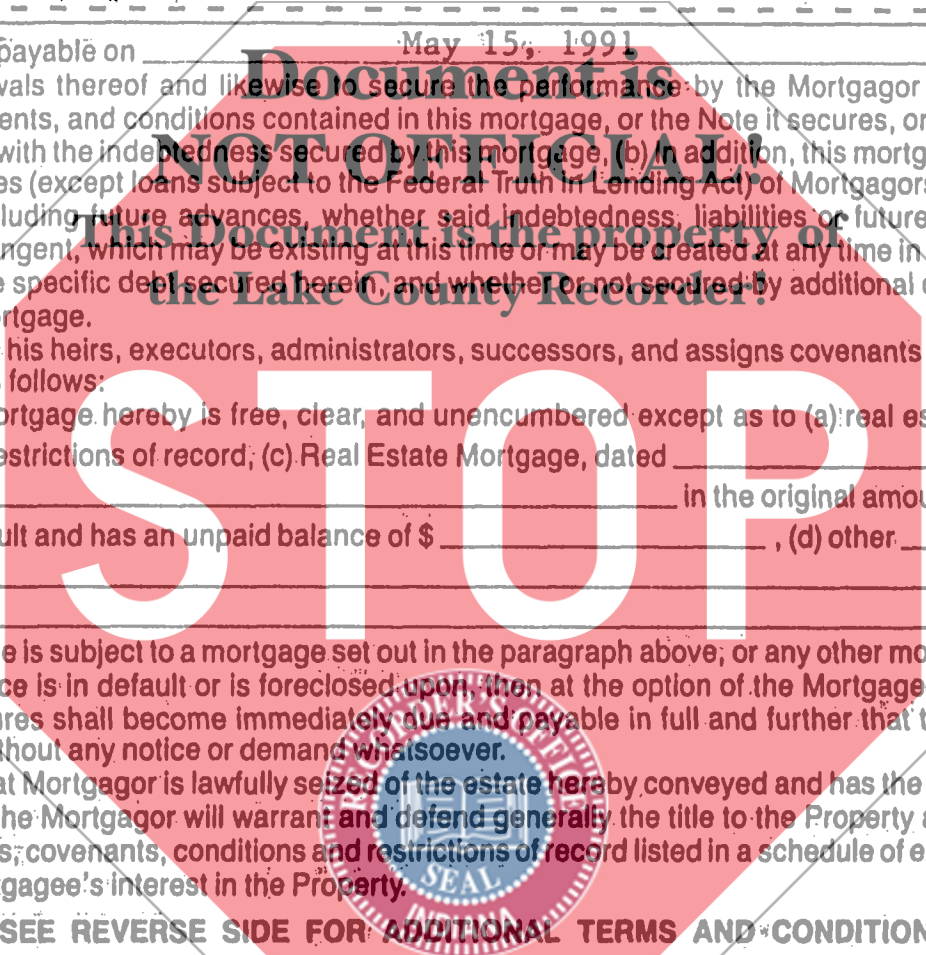 payable on May 15, 1991
Document is
vals thereof and likewise to secure the performance by the Mortgagor
ents, and conditions contained in this mortgage, or the Note it secures, or
NOT OFFICIAL!
with the indebtedness secured by this mortgage, (b) In addition, this mortg
es (except loans subject to the Federal Truth In Lending Act) of Mortgagors
cluding future advances, whether said indebtedness, liabilities or future
This Document is the property of
ngent, which may be existing at this time or may be created at any time in
e specific debt secured herein, and whether or not secured by additional
the Lake County Recorder!
rtgage.
his heirs, executors, administrators, successors, and assigns covenants
follows:
ortgage hereby is free, clear, and unencumbered except as to (a) real es
estrictions of record, (c) Real Estate Mortgage, dated
in the original amou
STOP
ult and has an unpaid balance of $ , (d) other
e is subject to a mortgage set out in the paragraph above, or any other mo
ce is in default or is foreclosed upon, then at the option of the Mortgage
ures shall become immediately due and payable in full and further that t
thout any notice or demand whatsoever.
at Mortgagor is lawfully seized of the estate hereby conveyed and has the
he Mortgagor will warrant and defend generally the title to the Property a
s, covenants, conditions and restrictions of record listed in a schedule of e
gagee's interest in the Property.
RECORDER'S OFFICE
SEAL
INDIANA
SEE REVERSE SIDE FOR ADDITIONAL TERMS AND CONDITION